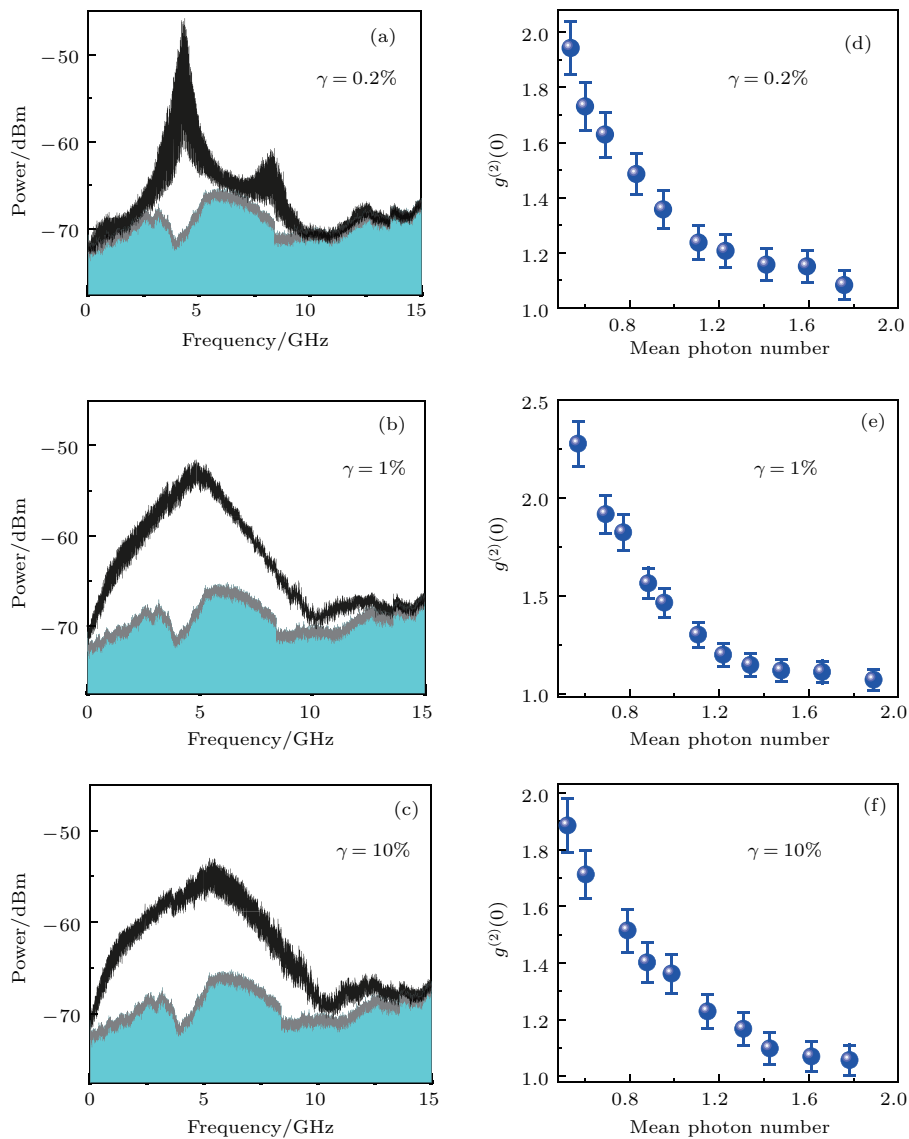 (a)
γ = 0.2%
Power/dBm
−50
−60
−70
0
5
10
15
Frequency/GHz
(d)
γ = 0.2%
g(2)(0)
2.0
1.8
1.6
1.4
1.2
1.0
0.8
1.2
1.6
2.0
Mean photon number
(b)
γ = 1%
Power/dBm
−50
−60
−70
0
5
10
15
Frequency/GHz
(e)
γ = 1%
g(2)(0)
2.5
2.0
1.5
1.0
0.8
1.2
1.6
2.0
Mean photon number
(c)
γ = 10%
Power/dBm
−50
−60
−70
0
5
10
15
Frequency/GHz
(f)
γ = 10%
g(2)(0)
2.0
1.8
1.6
1.4
1.2
1.0
0.8
1.2
1.6
2.0
Mean photon number